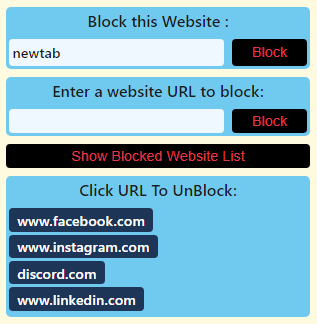 Block this Website :
newtab Block
Enter a website URL to block:
Block
Show Blocked Website List
Click URL To UnBlock:
www.facebook.com
www.instagram.com
discord.com
www.linkedin.com